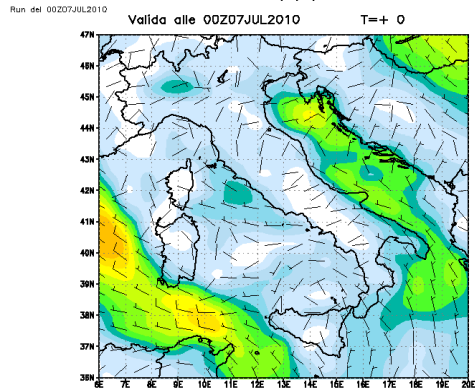 Run del 00Z07JUL2010
Valida alle 00Z07JUL2010 T=+ 0
47N
46N
45N
44N
43N
42N
41N
40N
39N
38N
37N
36N
6E 7E 8E 9E 10E 11E 12E 13E 14E 15E 16E 17E 18E 19E 20E